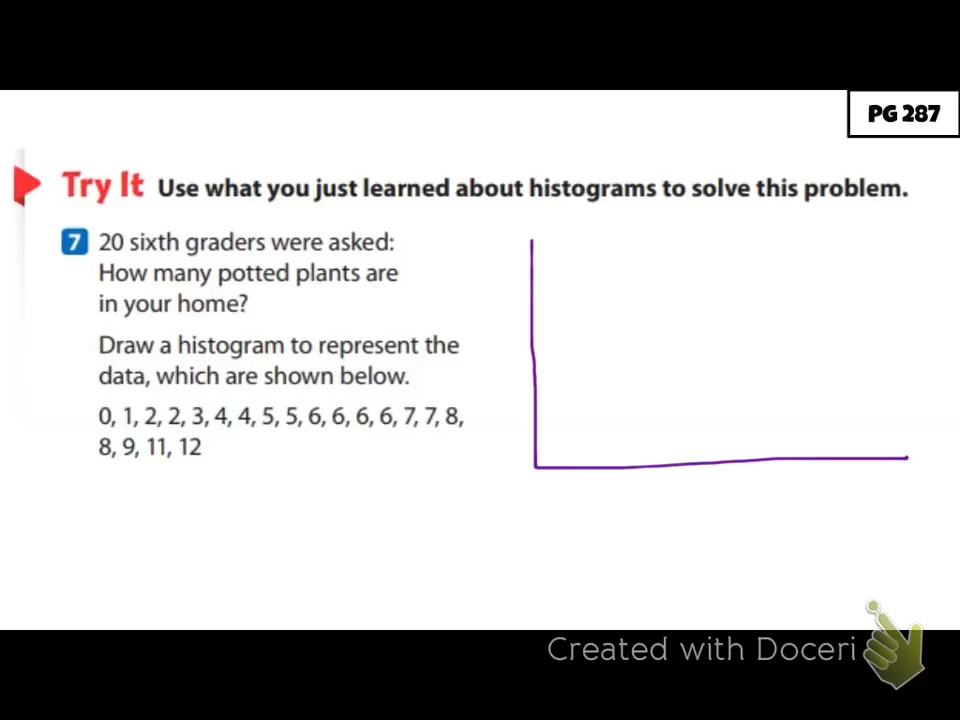 PG 287
Try It Use what you just learned about histograms to solve this problem.
7 20 sixth graders were asked:
How many potted plants are
in your home?
Draw a histogram to represent the
data, which are shown below.
0, 1, 2, 2, 3, 4, 4, 5, 5, 6, 6, 6, 6, 7, 7, 8,
8, 9, 11, 12
Created with Doceri